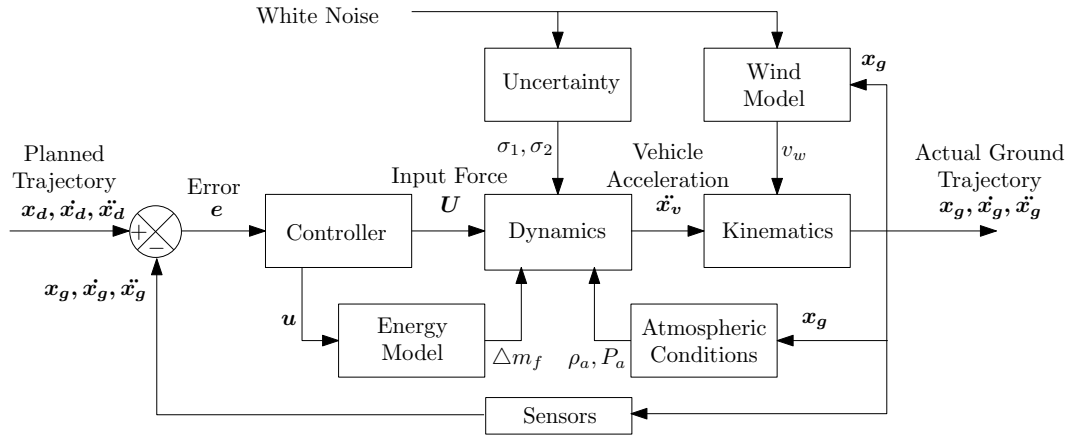 White Noise
Uncertainty
Wind
Model
x_g
σ₁, σ₂
v_w
Planned
Trajectory
x_d, ẋ_d, ẍ_d
+
−
Error
e
Controller
Input Force
U
Dynamics
Vehicle
Acceleration
ẍ_v
Kinematics
Actual Ground
Trajectory
x_g, ẋ_g, ẍ_g
x_g, ẋ_g, ẍ_g
u
Energy
Model
△m_f
ρ_a, P_a
Atmospheric
Conditions
x_g
Sensors